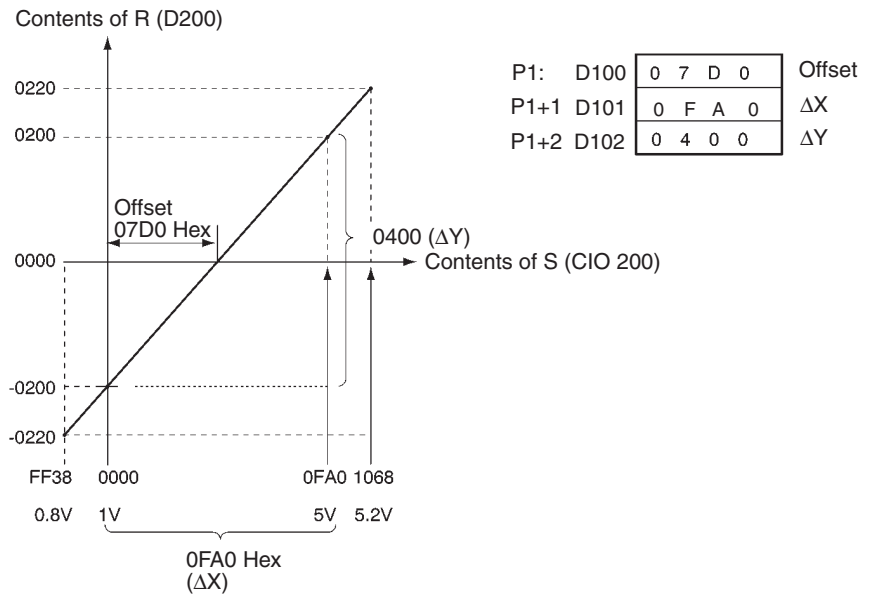 Contents of R (D200)
0220
0200
Offset
07D0 Hex
0400 (ΔY)
0000
Contents of S (CIO 200)
-0200
-0220
FF38 0000 0FA0 1068
0.8V 1V 5V 5.2V
0FA0 Hex
(ΔX)
P1: D100 0 7 D 0 Offset
P1+1 D101 0 F A 0 ΔX
P1+2 D102 0 4 0 0 ΔY